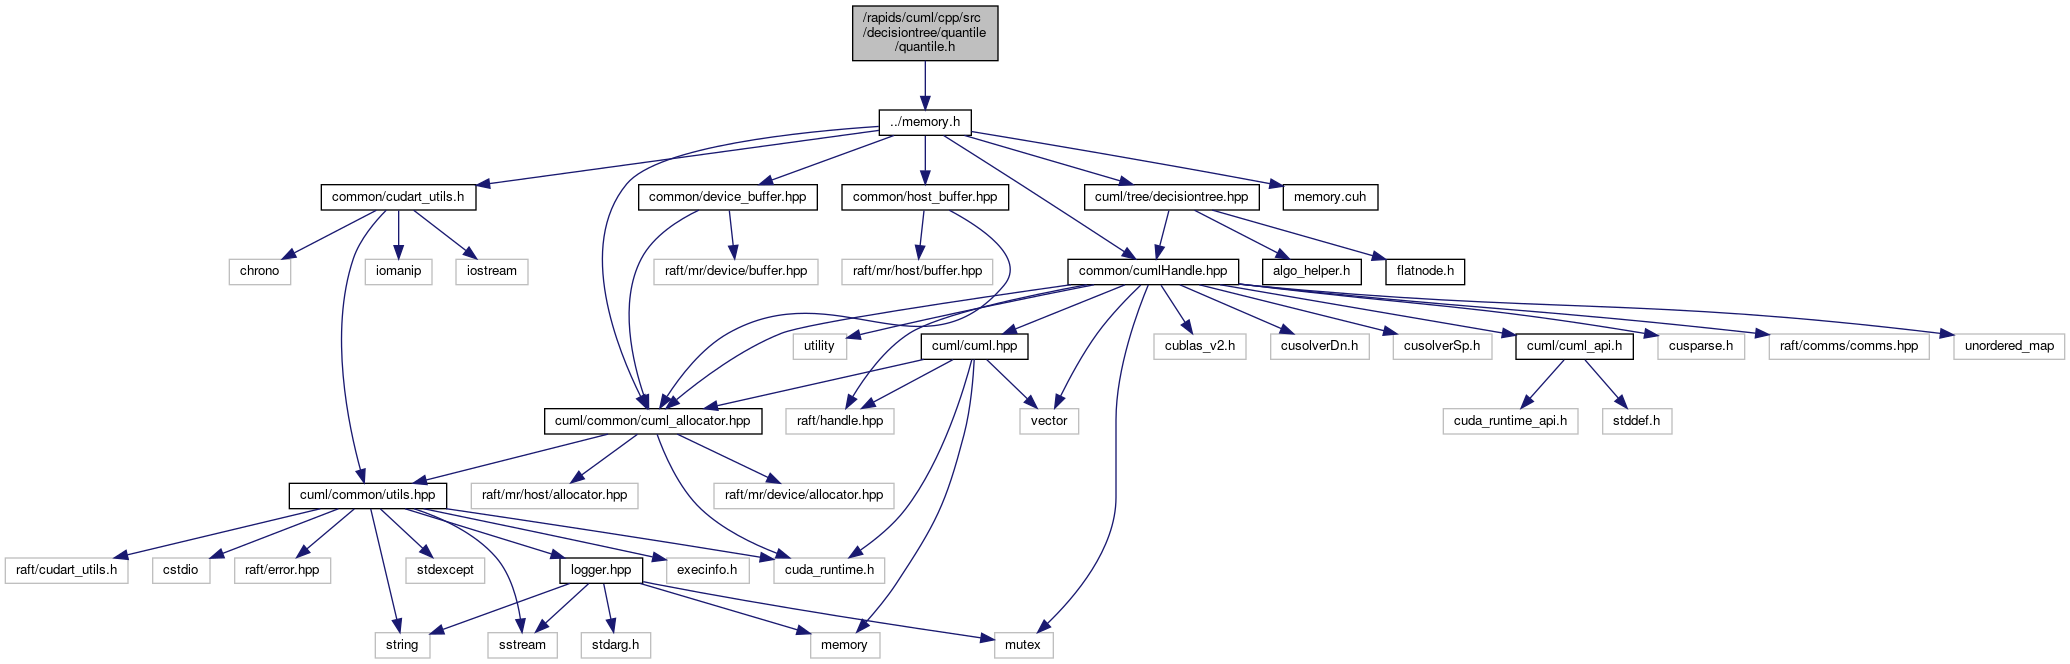 /rapids/cuml/cpp/src
/decisiontree/quantile
/quantile.h
../memory.h
common/cudart_utils.h
common/device_buffer.hpp
common/host_buffer.hpp
cuml/tree/decisiontree.hpp
memory.cuh
chrono
iomanip
iostream
raft/mr/device/buffer.hpp
raft/mr/host/buffer.hpp
common/cumlHandle.hpp
algo_helper.h
flatnode.h
utility
cuml/cuml.hpp
cublas_v2.h
cusolverDn.h
cusolverSp.h
cuml/cuml_api.h
cusparse.h
raft/comms/comms.hpp
unordered_map
cuml/common/cuml_allocator.hpp
raft/handle.hpp
vector
cuda_runtime_api.h
stddef.h
cuml/common/utils.hpp
raft/mr/host/allocator.hpp
raft/mr/device/allocator.hpp
raft/cudart_utils.h
cstdio
raft/error.hpp
stdexcept
logger.hpp
execinfo.h
cuda_runtime.h
string
sstream
stdarg.h
memory
mutex